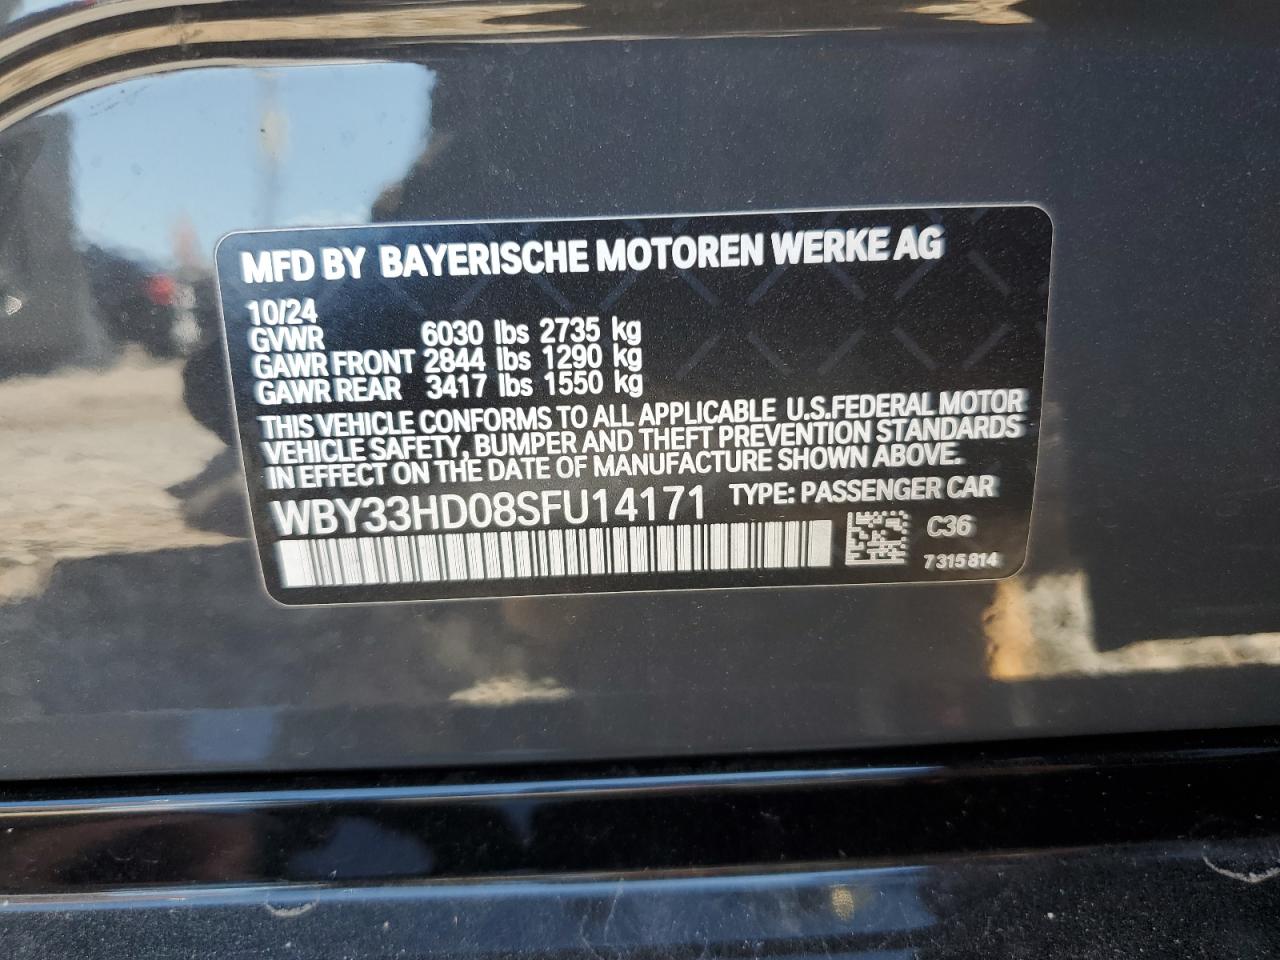 MFD BY BAYERISCHE MOTOREN WERKE AG
10/24
GVWR 6030 lbs 2735 kg
GAWR FRONT 2844 lbs 1290 kg
GAWR REAR 3417 lbs 1550 kg
THIS VEHICLE CONFORMS TO ALL APPLICABLE U.S.FEDERAL MOTOR
VEHICLE SAFETY, BUMPER AND THEFT PREVENTION STANDARDS
IN EFFECT ON THE DATE OF MANUFACTURE SHOWN ABOVE.
WBY33HD08SFU14171 TYPE: PASSENGER CAR
C36
7315814